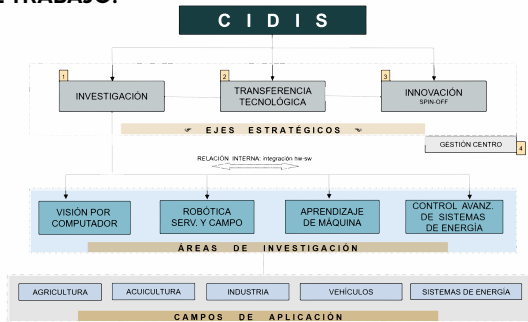 TRABAJO:
CIDIS
1
2
3
INVESTIGACIÓN
TRANSFERENCIA
TECNOLÓGICA
INNOVACIÓN
SPIN-OFF
EJES ESTRATÉGICOS
GESTIÓN CENTRO
4
RELACIÓN INTERNA: integración hw-sw
VISIÓN POR
COMPUTADOR
ROBÓTICA
SERV. Y CAMPO
APRENDIZAJE
DE MÁQUINA
CONTROL AVANZ.
DE SISTEMAS
DE ENERGÍA
ÁREAS DE INVESTIGACIÓN
AGRICULTURA
ACUICULTURA
INDUSTRIA
VEHÍCULOS
SISTEMAS DE ENERGÍA
CAMPOS DE APLICACIÓN